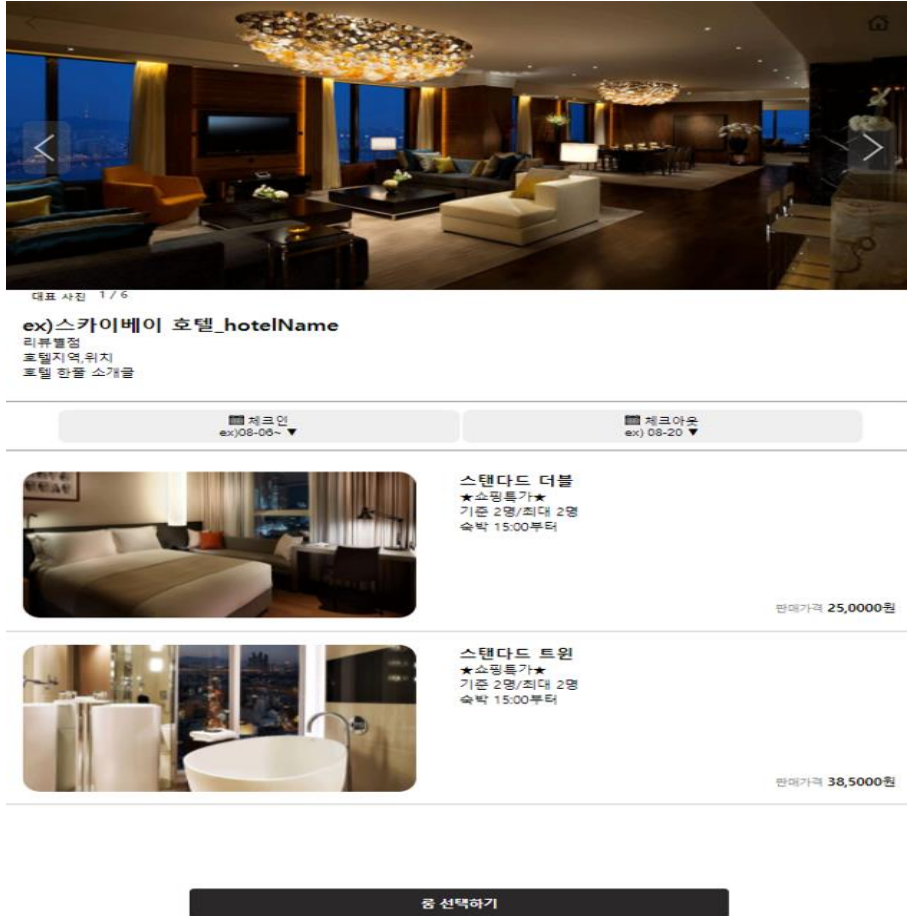 대표 사진 1 / 6
ex)스카이베이 호텔_hotelName
리뷰별점
호텔지역,위치
호텔 한줄 소개글
체크인
ex)08-06~ ▼
체크아웃
ex) 08-20 ▼
스탠다드 더블
★쇼핑특가★
기준 2명/최대 2명
숙박 15:00부터
판매가격 25,0000원
스탠다드 트윈
★쇼핑특가★
기준 2명/최대 2명
숙박 15:00부터
판매가격 38,5000원
룸 선택하기